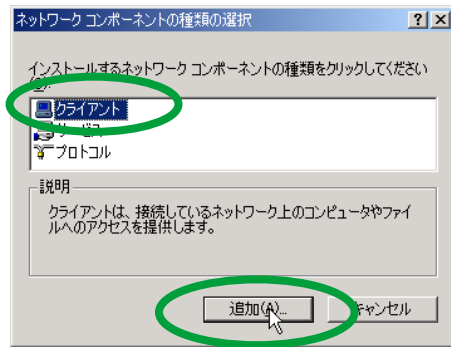 ネットワーク コンポーネントの種類の選択
インストールするネットワーク コンポーネントの種類をクリックしてください
(C):
クライアント
サービス
プロトコル
説明
クライアントは、接続しているネットワーク上のコンピュータやファイ
ルへのアクセスを提供します。
追加(A)...
キャンセル